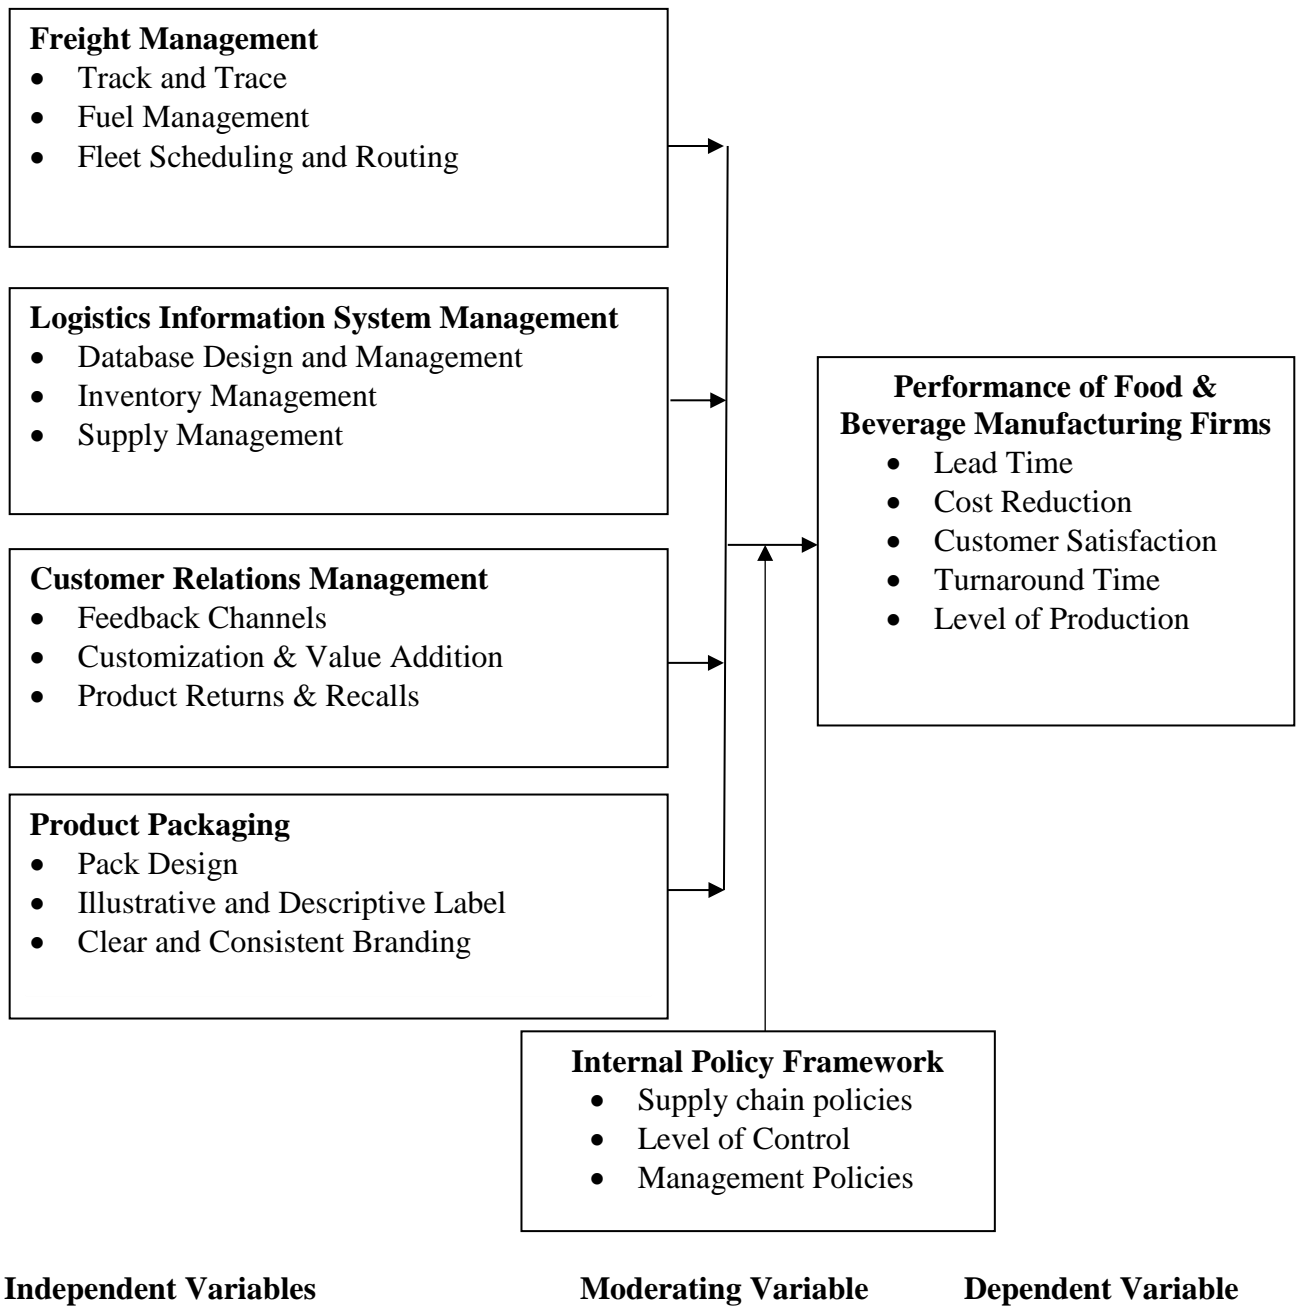 Freight Management
• Track and Trace
• Fuel Management
• Fleet Scheduling and Routing
Logistics Information System Management
• Database Design and Management
• Inventory Management
• Supply Management
Customer Relations Management
• Feedback Channels
• Customization & Value Addition
• Product Returns & Recalls
Product Packaging
• Pack Design
• Illustrative and Descriptive Label
• Clear and Consistent Branding
Performance of Food &
Beverage Manufacturing Firms
• Lead Time
• Cost Reduction
• Customer Satisfaction
• Turnaround Time
• Level of Production
Internal Policy Framework
• Supply chain policies
• Level of Control
• Management Policies
Independent Variables
Moderating Variable
Dependent Variable